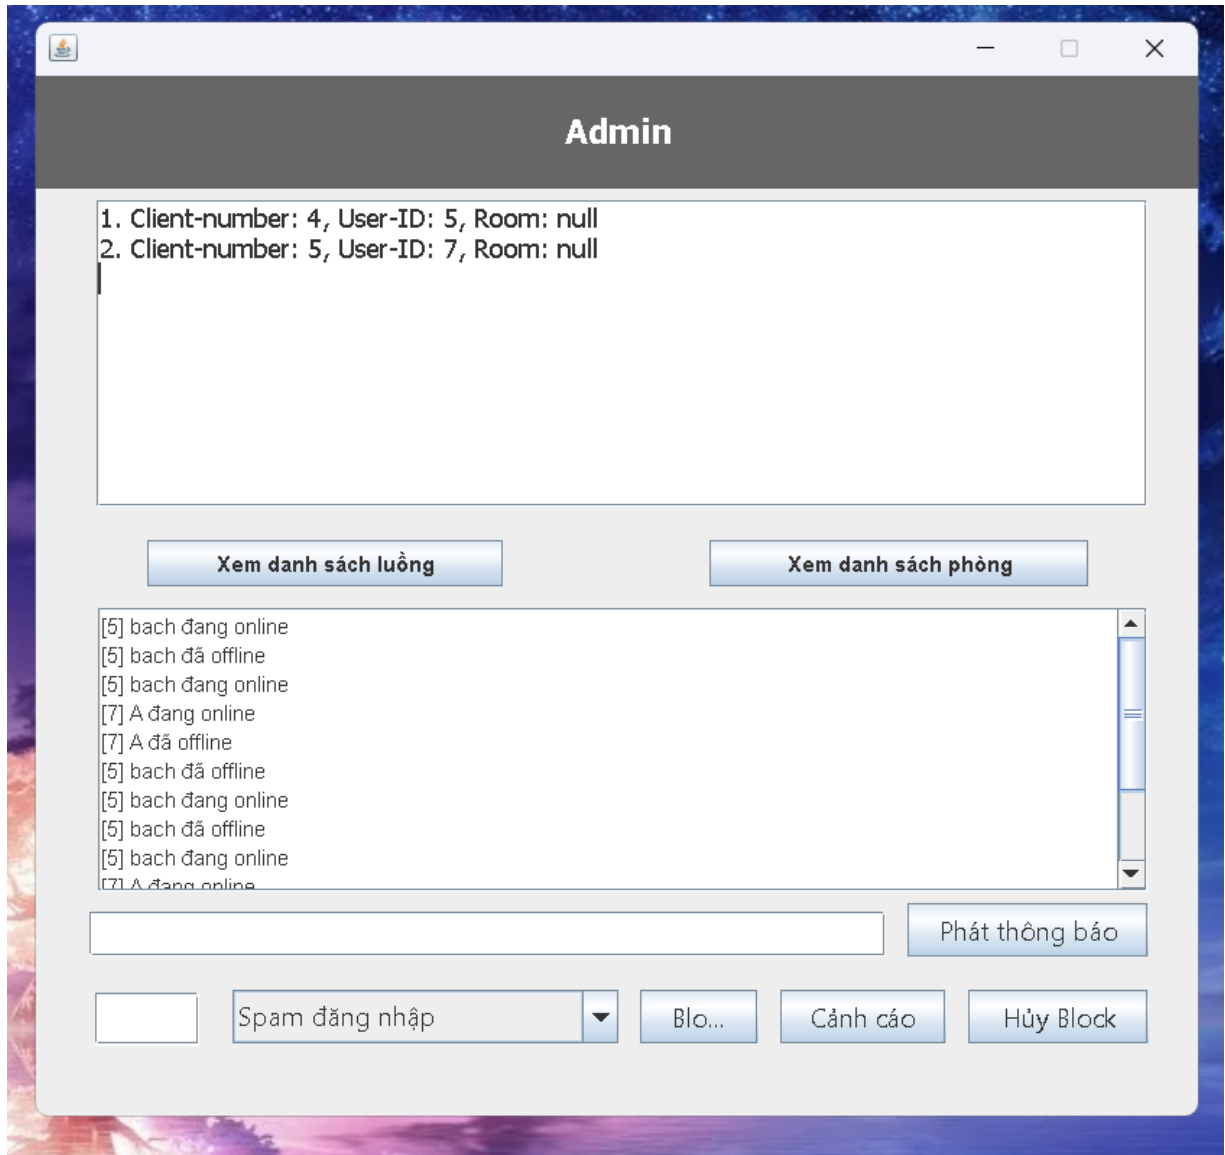 Admin
1. Client-number: 4, User-ID: 5, Room: null
2. Client-number: 5, User-ID: 7, Room: null
Xem danh sách luồng
Xem danh sách phòng
[5] bach đang online
[5] bach đã offline
[5] bach đang online
[7] A đang online
[7] A đã offline
[5] bach đã offline
[5] bach đang online
[5] bach đã offline
[5] bach đang online
[7] A đang online
Phát thông báo
Spam đăng nhập
Blo...
Cảnh cáo
Hủy Block